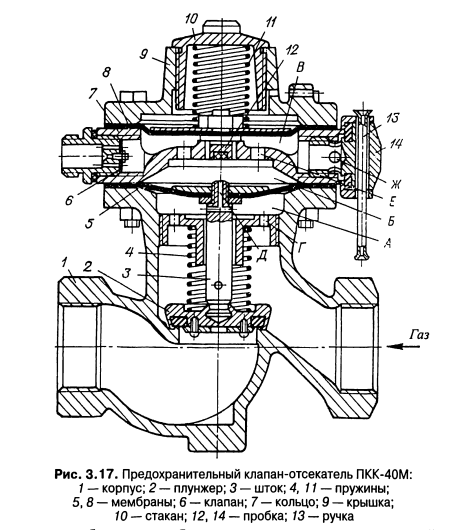 10
11
9
12
8
В
7
13
14
6
Ж
5
Е
Б
А
4
Д
Г
3
1
2
Газ
Рис. 3.17. Предохранительный клапан-отсекатель ПКК-40М:
1 — корпус; 2 — плунжер; 3 — шток; 4, 11 — пружины;
5, 8 — мембраны; 6 — клапан; 7 — кольцо; 9 — крышка;
10 — стакан; 12, 14 — пробка; 13 — ручка